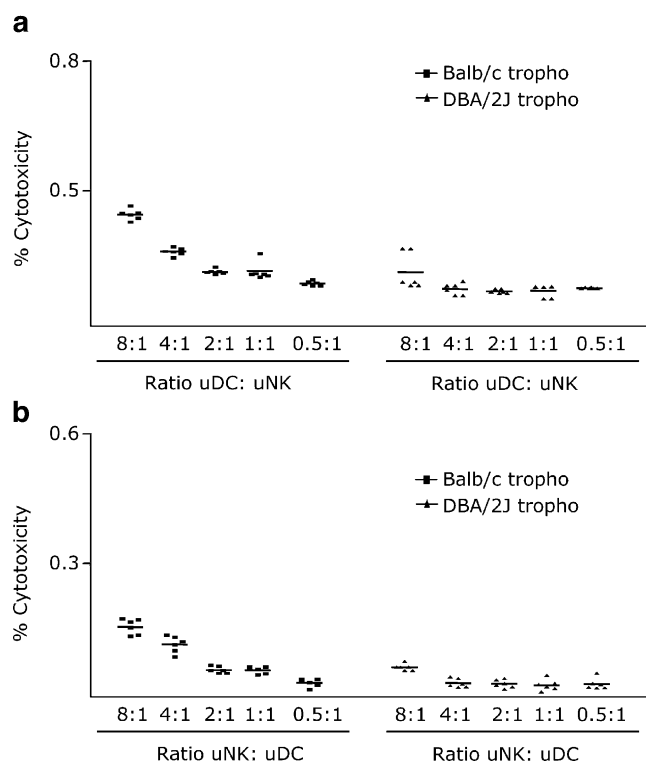 a
0.8
Balb/c tropho
DBA/2J tropho
% Cytotoxicity
0.5
8:1 4:1 2:1 1:1 0.5:1 8:1 4:1 2:1 1:1 0.5:1
Ratio uDC: uNK Ratio uDC: uNK
b
0.6
Balb/c tropho
DBA/2J tropho
% Cytotoxicity
0.3
8:1 4:1 2:1 1:1 0.5:1 8:1 4:1 2:1 1:1 0.5:1
Ratio uNK: uDC Ratio uNK: uDC